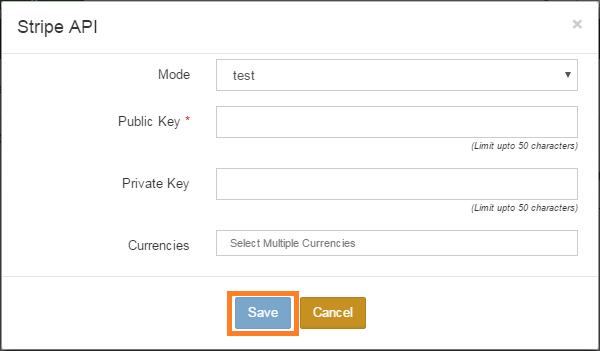 Stripe API ×
Mode test
Public Key *
(Limit upto 50 characters)
Private Key
(Limit upto 50 characters)
Currencies Select Multiple Currencies
Save Cancel